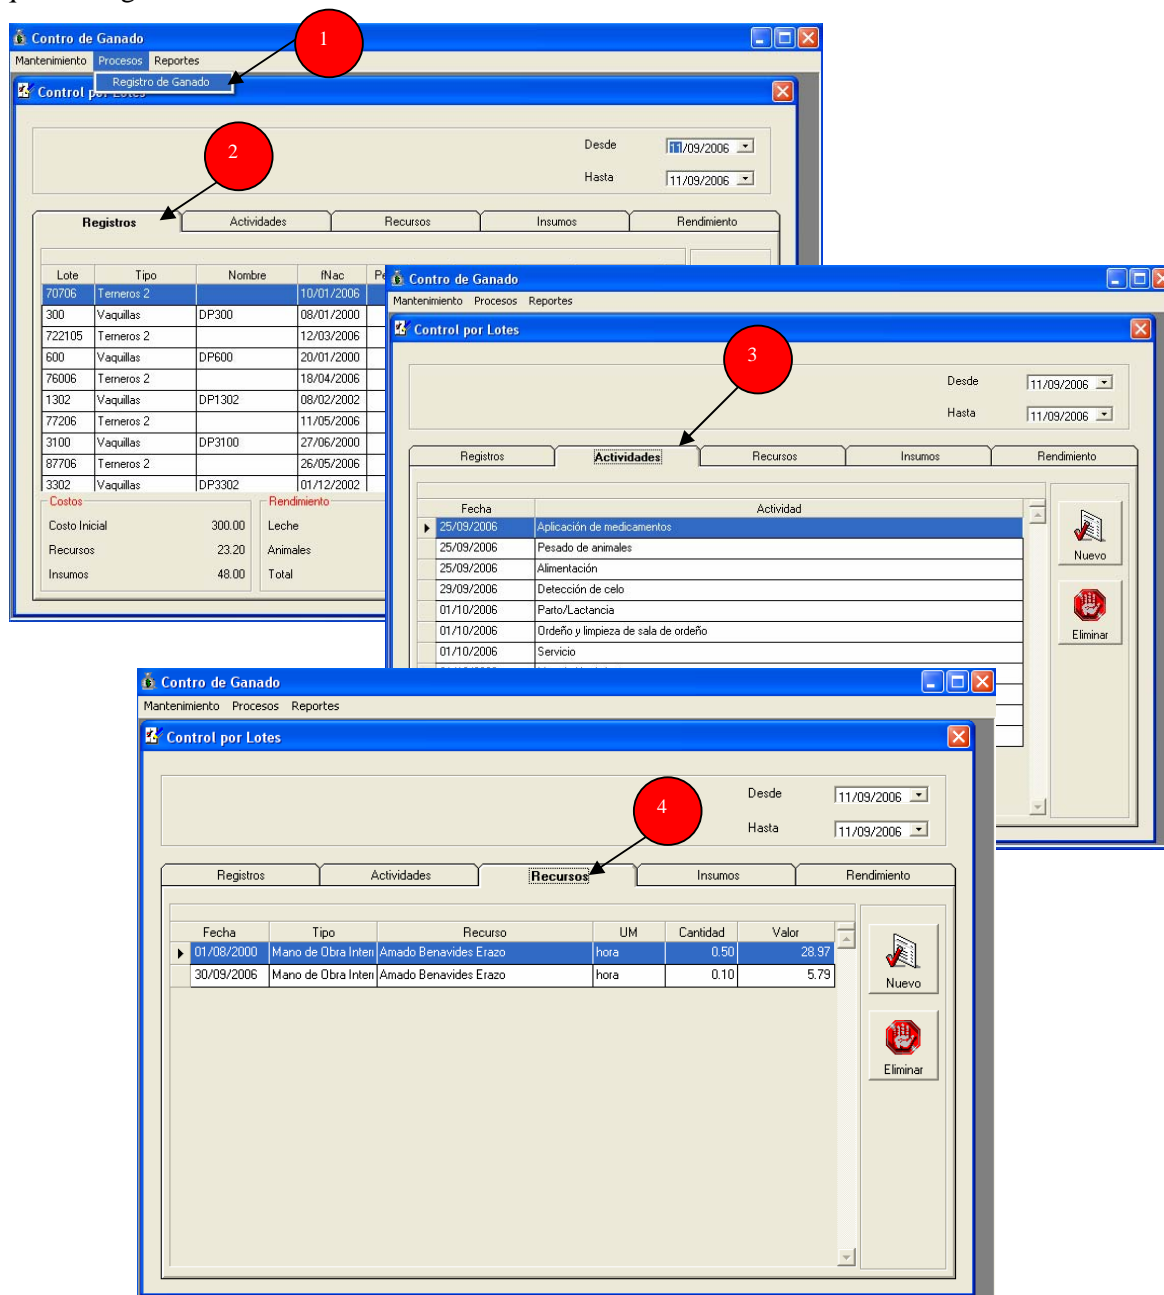 1
Contro de Ganado
Mantenimiento Procesos Reportes
Registro de Ganado
Control por Lotes
2
Desde 11/09/2006
Hasta 11/09/2006
Registros Actividades Recursos Insumos Rendimiento
Lote Tipo Nombre fNac Pe
70706 Terneros 2 10/01/2006
300 Vaquillas DP300 08/01/2000
722105 Terneros 2 12/03/2006
600 Vaquillas DP600 20/01/2000
76006 Terneros 2 18/04/2006
1302 Vaquillas DP1302 08/02/2002
77206 Terneros 2 11/05/2006
3100 Vaquillas DP3100 27/06/2000
87706 Terneros 2 26/05/2006
3302 Vaquillas DP3302 01/12/2002
Costos Rendimiento
Costo Inicial 300.00 Leche
Recursos 23.20 Animales
Insumos 48.00 Total
Contro de Ganado
Mantenimiento Procesos Reportes
Control por Lotes
3
Desde 11/09/2006
Hasta 11/09/2006
Registros Actividades Recursos Insumos Rendimiento
Fecha Actividad
25/09/2006 Aplicación de medicamentos
25/09/2006 Pesado de animales
25/09/2006 Alimentación
29/09/2006 Detección de celo
01/10/2006 Parto/Lactancia
01/10/2006 Ordeño y limpieza de sala de ordeño
01/10/2006 Servicio
Nuevo
Eliminar
Contro de Ganado
Mantenimiento Procesos Reportes
Control por Lotes
4
Desde 11/09/2006
Hasta 11/09/2006
Registros Actividades Recursos Insumos Rendimiento
Fecha Tipo Recurso UM Cantidad Valor
01/08/2000 Mano de Obra Intern Amado Benavides Erazo hora 0.50 28.97
30/09/2006 Mano de Obra Intern Amado Benavides Erazo hora 0.10 5.79
Nuevo
Eliminar